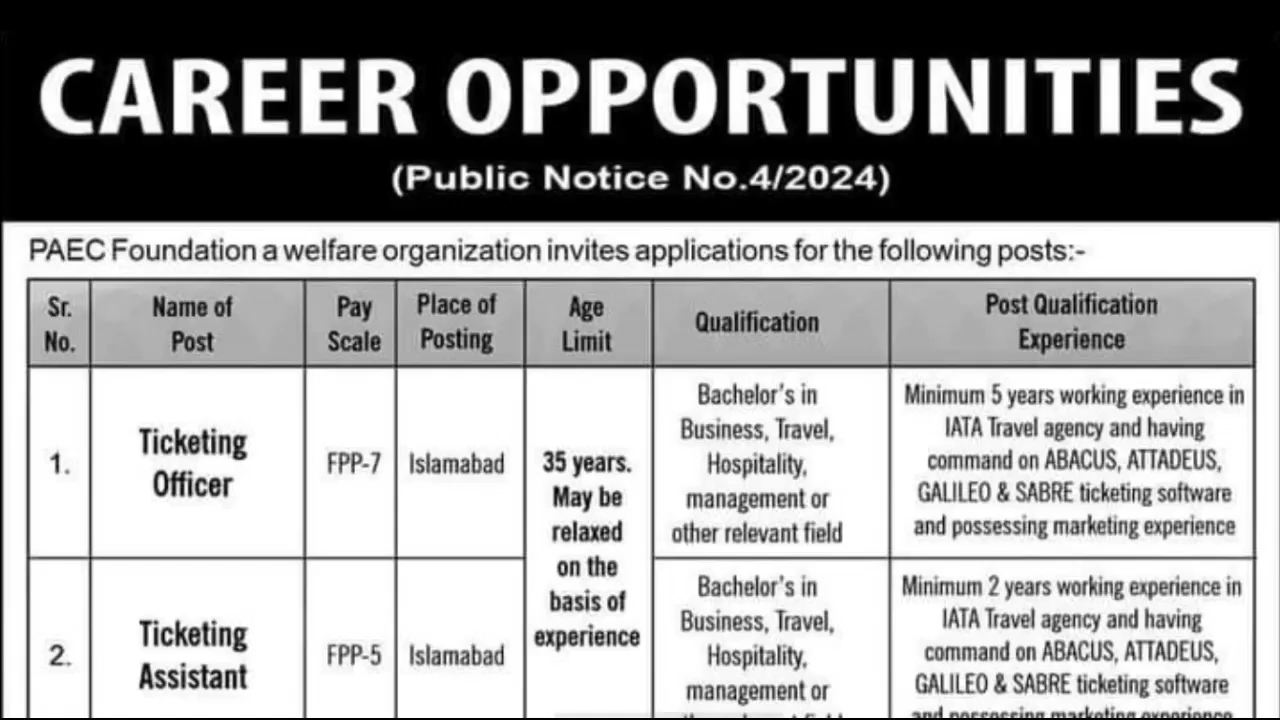 CAREER OPPORTUNITIES
(Public Notice No.4/2024)
PAEC Foundation a welfare organization invites applications for the following posts:-
Sr.
No.
Name of
Post
Pay
Scale
Place of
Posting
Age
Limit
Qualification
Post Qualification
Experience
1.
Ticketing
Officer
FPP-7
Islamabad
35 years.
May be
relaxed
on the
basis of
experience
Bachelor's in
Business, Travel,
Hospitality,
management or
other relevant field
Minimum 5 years working experience in
IATA Travel agency and having
command on ABACUS, ATTADEUS,
GALILEO & SABRE ticketing software
and possessing marketing experience
2.
Ticketing
Assistant
FPP-5
Islamabad
Bachelor's in
Business, Travel,
Hospitality,
management or
Minimum 2 years working experience in
IATA Travel agency and having
command on ABACUS, ATTADEUS,
GALILEO & SABRE ticketing software
and possessing marketing experience